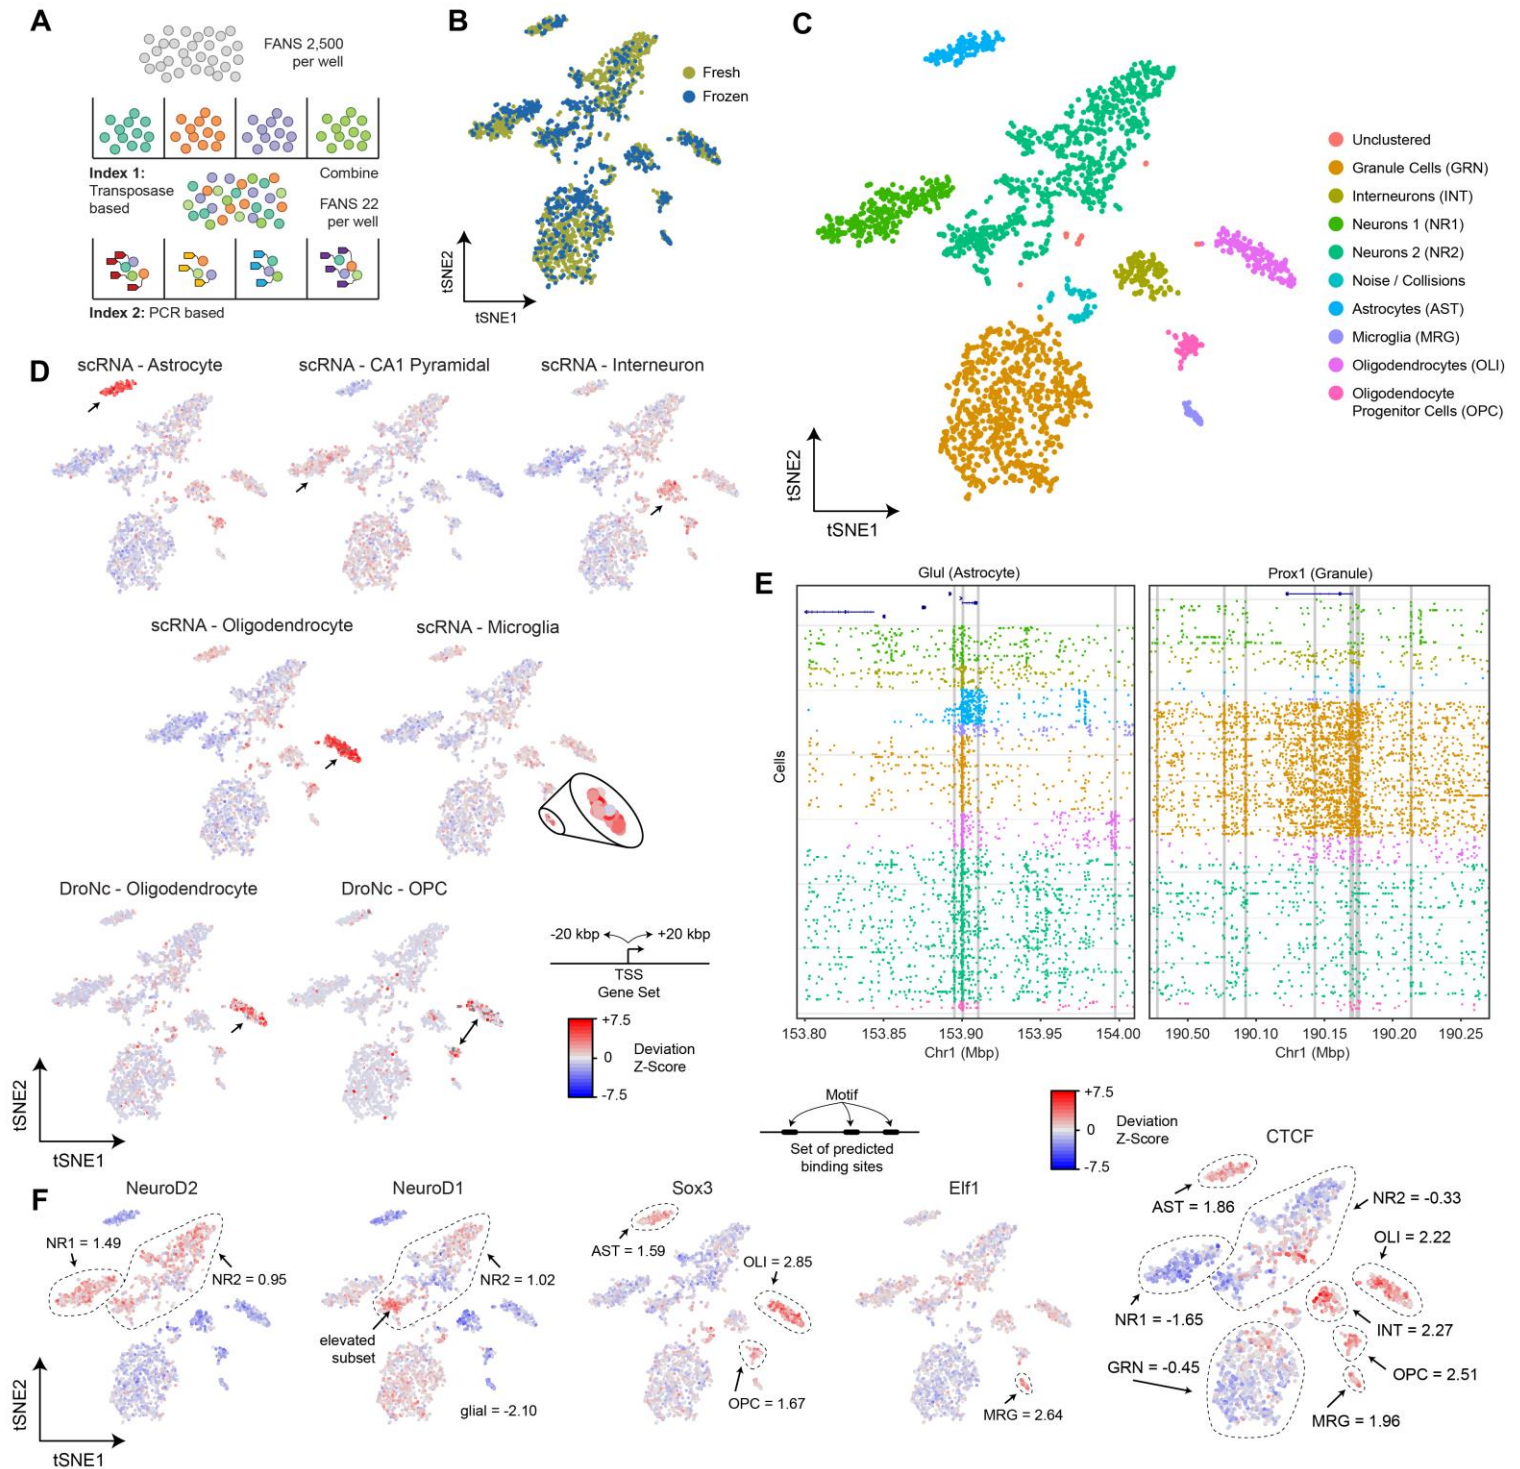 A
FANS 2,500
per well
Index 1:
Transposase
based
Combine
FANS 22
per well
Index 2: PCR based
B
Fresh
Frozen
tSNE2
tSNE1
C
Unclustered
Granule Cells (GRN)
Interneurons (INT)
Neurons 1 (NR1)
Neurons 2 (NR2)
Noise / Collisions
Astrocytes (AST)
Microglia (MRG)
Oligodendrocytes (OLI)
Oligodendocyte
Progenitor Cells (OPC)
tSNE2
tSNE1
D
scRNA - Astrocyte
scRNA - CA1 Pyramidal
scRNA - Interneuron
scRNA - Oligodendrocyte
scRNA - Microglia
DroNc - Oligodendrocyte
DroNc - OPC
-20 kbp
+20 kbp
TSS
Gene Set
+7.5
0
-7.5
Deviation
Z-Score
tSNE2
tSNE1
E
Glul (Astrocyte)
Prox1 (Granule)
Cells
153.80
153.85
153.90
153.95
154.00
Chr1 (Mbp)
190.50
190.10
190.15
190.20
190.25
Chr1 (Mbp)
Motif
Set of predicted
binding sites
+7.5
0
-7.5
Deviation
Z-Score
F
NeuroD2
NR1 = 1.49
NR2 = 0.95
NeuroD1
NR2 = 1.02
elevated
subset
glial = -2.10
Sox3
AST = 1.59
OLI = 2.85
OPC = 1.67
Elf1
MRG = 2.64
CTCF
AST = 1.86
NR2 = -0.33
OLI = 2.22
NR1 = -1.65
INT = 2.27
GRN = -0.45
OPC = 2.51
MRG = 1.96
tSNE2
tSNE1